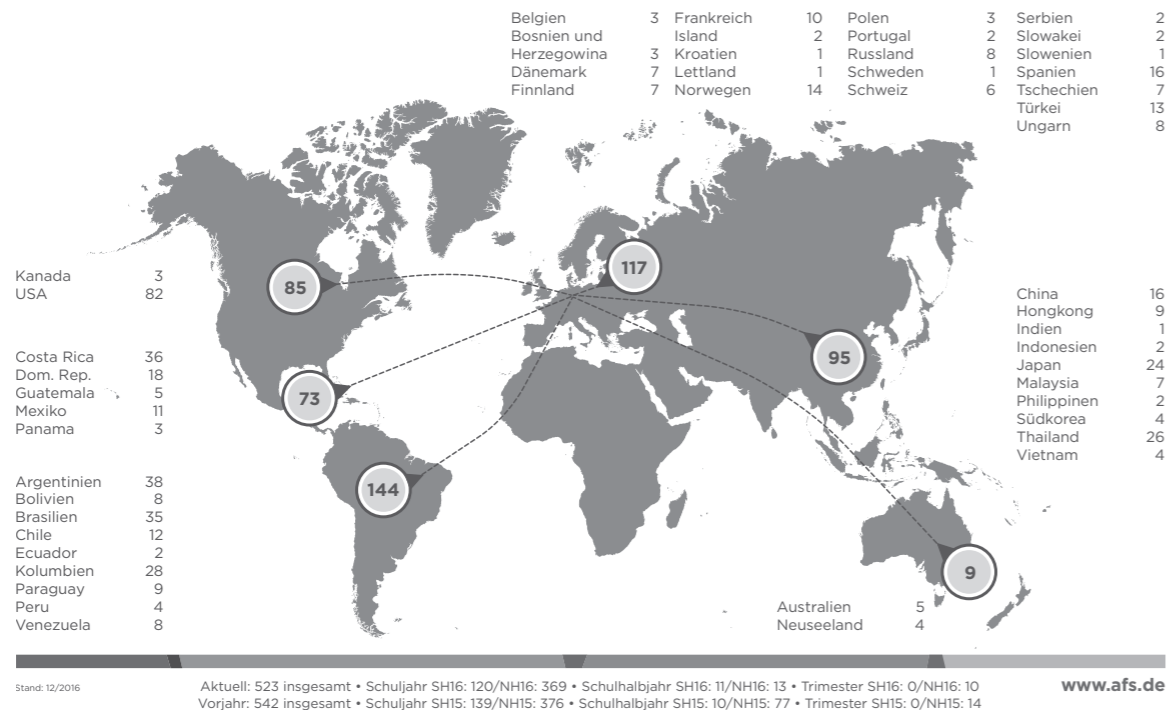 Belgien 3
Bosnien und
Herzegowina 3
Dänemark 7
Finnland 7
Frankreich 10
Island 2
Kroatien 1
Lettland 1
Norwegen 14
Polen 3
Portugal 2
Russland 8
Schweden 1
Schweiz 6
Serbien 2
Slowakei 2
Slowenien 1
Spanien 16
Tschechien 7
Türkei 13
Ungarn 8
Kanada 3
USA 82
85
117
Costa Rica 36
Dom. Rep. 18
Guatemala 5
Mexiko 11
Panama 3
73
95
China 16
Hongkong 9
Indien 1
Indonesien 2
Japan 24
Malaysia 7
Philippinen 2
Südkorea 4
Thailand 26
Vietnam 4
Argentinien 38
Bolivien 8
Brasilien 35
Chile 12
Ecuador 2
Kolumbien 28
Paraguay 9
Peru 4
Venezuela 8
144
9
Australien 5
Neuseeland 4
Stand: 12/2016
Aktuell: 523 insgesamt • Schuljahr SH16: 120/NH16: 369 • Schulhalbjahr SH16: 11/NH16: 13 • Trimester SH16: 0/NH16: 10
Vorjahr: 542 insgesamt • Schuljahr SH15: 139/NH15: 376 • Schulhalbjahr SH15: 10/NH15: 77 • Trimester SH15: 0/NH15: 14
www.afs.de